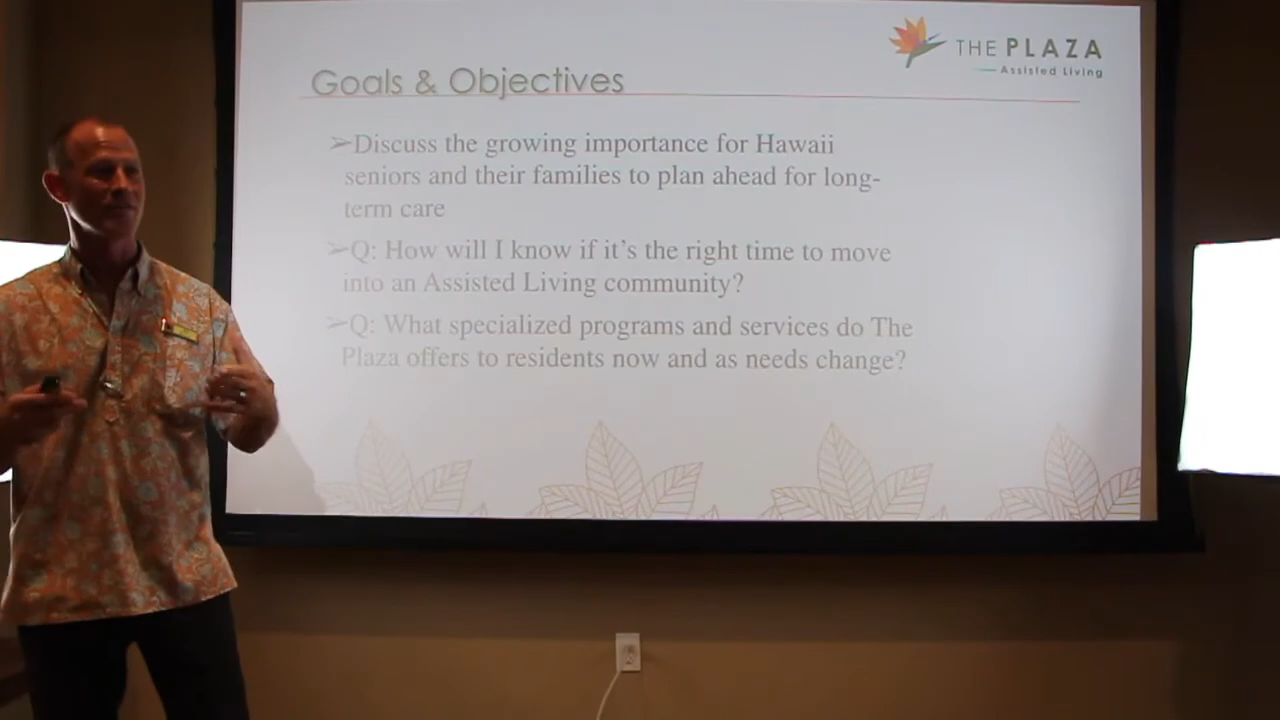 THE PLAZA
Assisted Living
Goals & Objectives
➢Discuss the growing importance for Hawaii
seniors and their families to plan ahead for long-
term care
➢Q: How will I know if it's the right time to move
into an Assisted Living community?
➢Q: What specialized programs and services do The
Plaza offers to residents now and as needs change?